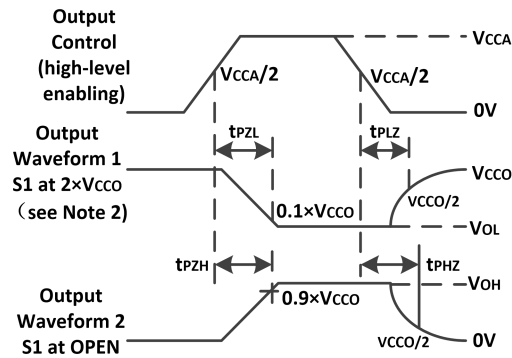 Output
Control
(high-level
enabling)
VCCA/2
VCCA/2
VCCA
0V
tPZL
tPLZ
Output
Waveform 1
S1 at 2×VCCO
(see Note 2)
0.1×VCCO
VCCO/2
VCCO
VOL
tPZH
tPHZ
Output
Waveform 2
S1 at OPEN
0.9×VCCO
VCCO/2
VOH
0V